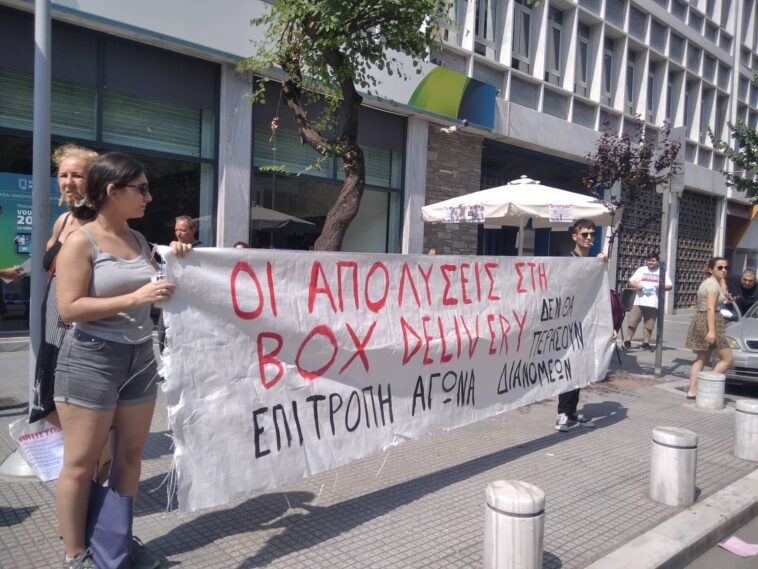 ΟΙ ΑΠΟΛΥΣΕΙΣ ΣΤΗ
BOX DELIVERY ΔΕΝ ΘΑ
ΠΕΡΑΣΟΥΝ
ΕΠΙΤΡΟΠΗ ΑΓΩΝΑ ΔΙΑΝΟΜΕΩΝ